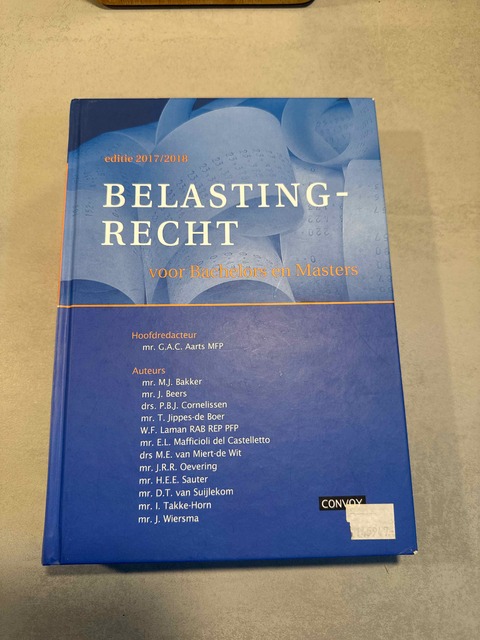 editie 2017/2018
BELASTING-
RECHT
voor Bachelors en Masters
Hoofdredacteur
mr. G.A.C. Aarts MFP
Auteurs
mr. M.J. Bakker
mr. J. Beers
drs. P.B.J. Cornelissen
mr. T. Jippes-de Boer
W.F. Laman RAB REP PFP
mr. E.L. Mafficioli del Castelletto
drs M.E. van Miert-de Wit
mr. J.R.R. Oevering
mr. H.E.E. Sauter
mr. D.T. van Suijlekom
mr. I. Takke-Horn
mr. J. Wiersma
CONVOY